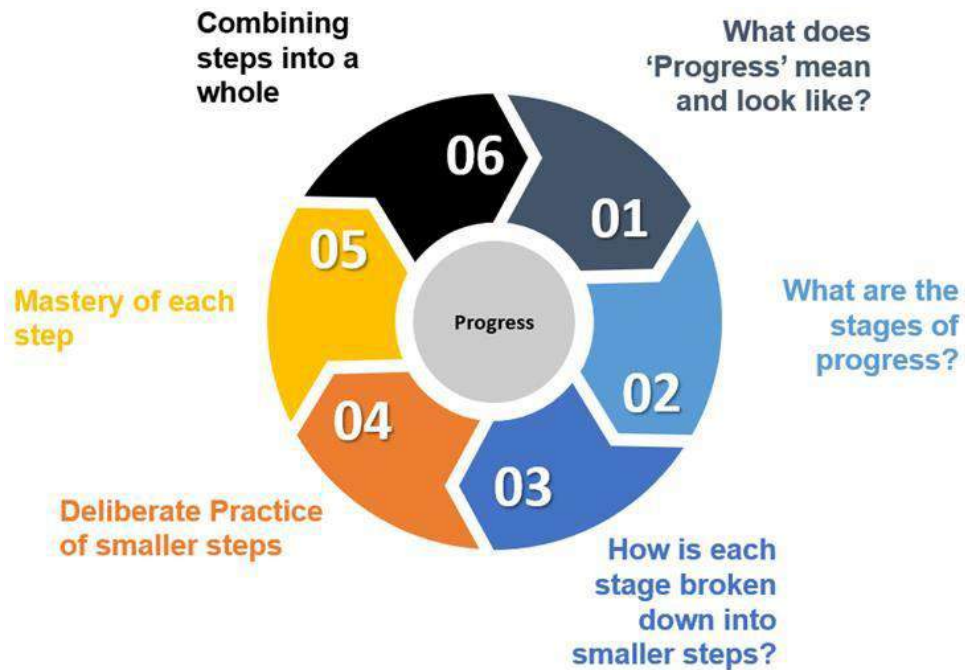 Combining
steps into a
whole
What does
‘Progress’ mean
and look like?
06
01
05
Mastery of each
step
Progress
What are the
stages of
progress?
02
04
03
Deliberate Practice
of smaller steps
How is each
stage broken
down into
smaller steps?